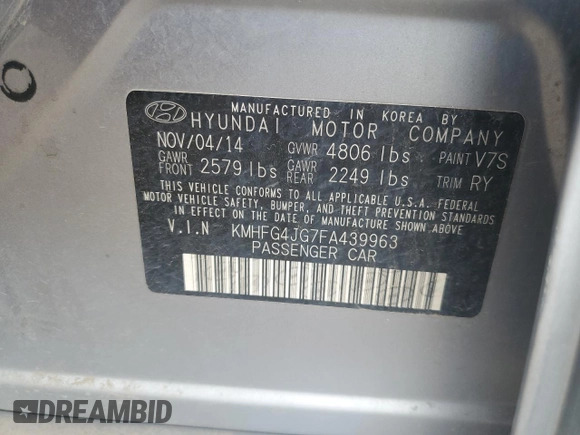 MANUFACTURED IN KOREA BY
HYUNDAI MOTOR COMPANY
NOV/04/14 GVWR 4806 lbs PAINT V7S
GAWR FRONT 2579 lbs GAWR REAR 2249 lbs TRIM RY
THIS VEHICLE CONFORMS TO ALL APPLICABLE U.S.A. FEDERAL
MOTOR VEHICLE SAFETY, BUMPER, AND THEFT PREVENTION STANDARDS
IN EFFECT ON THE DATE OF MANUFACTURE SHOWN ABOVE.
V.I.N KMHFG4JG7FA439963
PASSENGER CAR
DREAMBID